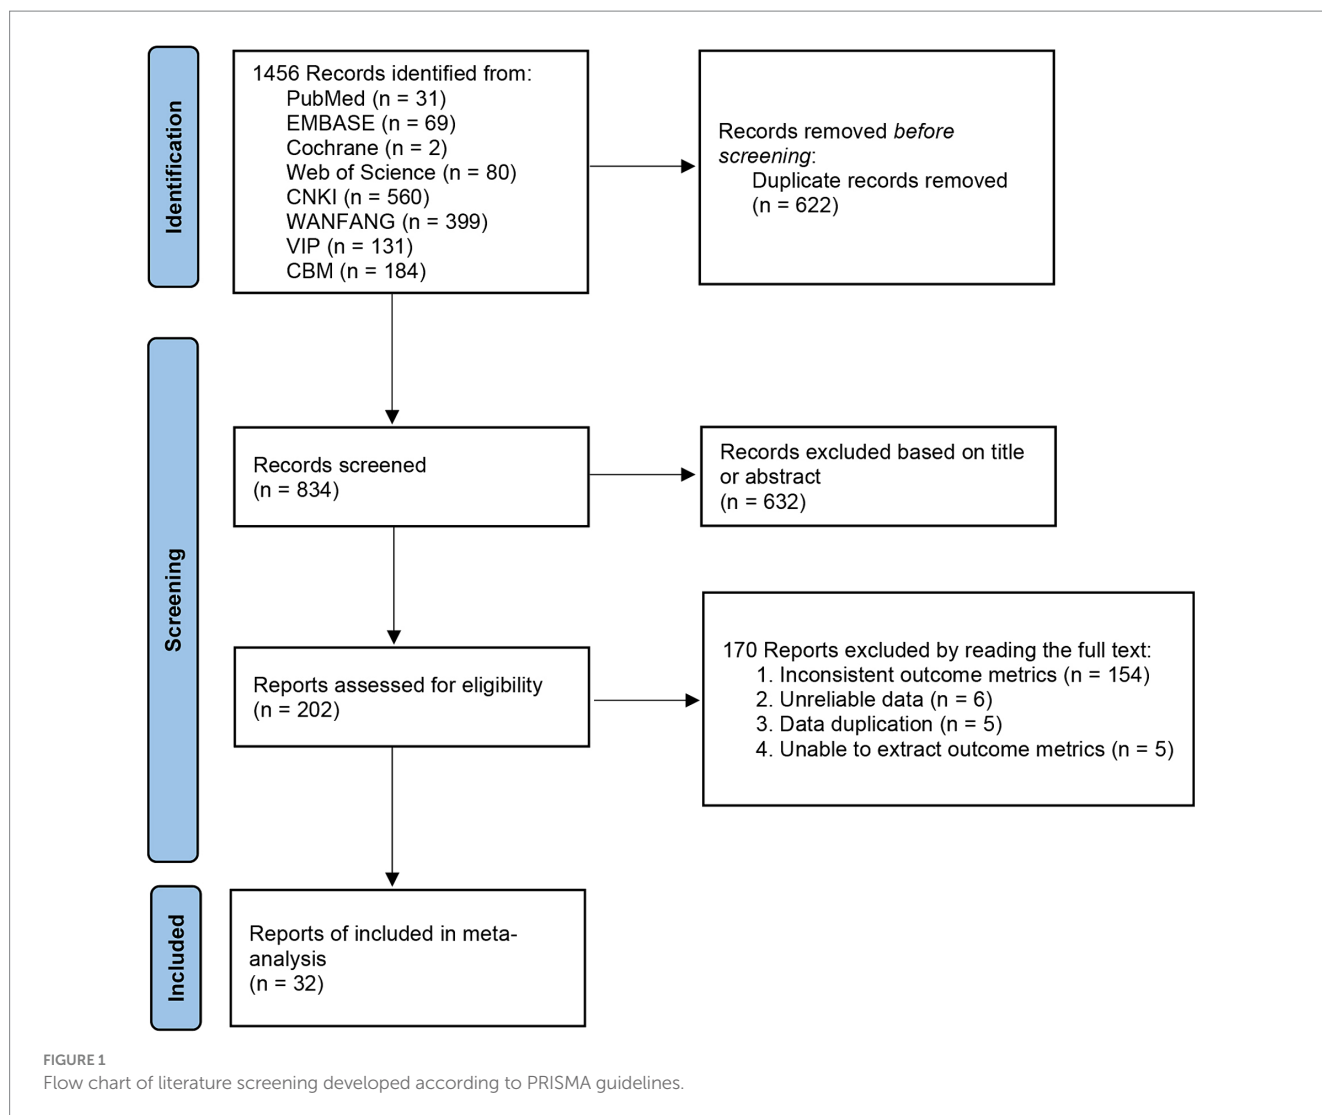 Identification
1456 Records identified from:
PubMed (n = 31)
EMBASE (n = 69)
Cochrane (n = 2)
Web of Science (n = 80)
CNKI (n = 560)
WANFANG (n = 399)
VIP (n = 131)
CBM (n = 184)
Records removed before
screening:
Duplicate records removed
(n = 622)
Screening
Records screened
(n = 834)
Records excluded based on title
or abstract
(n = 632)
Reports assessed for eligibility
(n = 202)
170 Reports excluded by reading the full text:
1. Inconsistent outcome metrics (n = 154)
2. Unreliable data (n = 6)
3. Data duplication (n = 5)
4. Unable to extract outcome metrics (n = 5)
Included
Reports of included in meta-
analysis
(n = 32)
FIGURE 1
Flow chart of literature screening developed according to PRISMA guidelines.